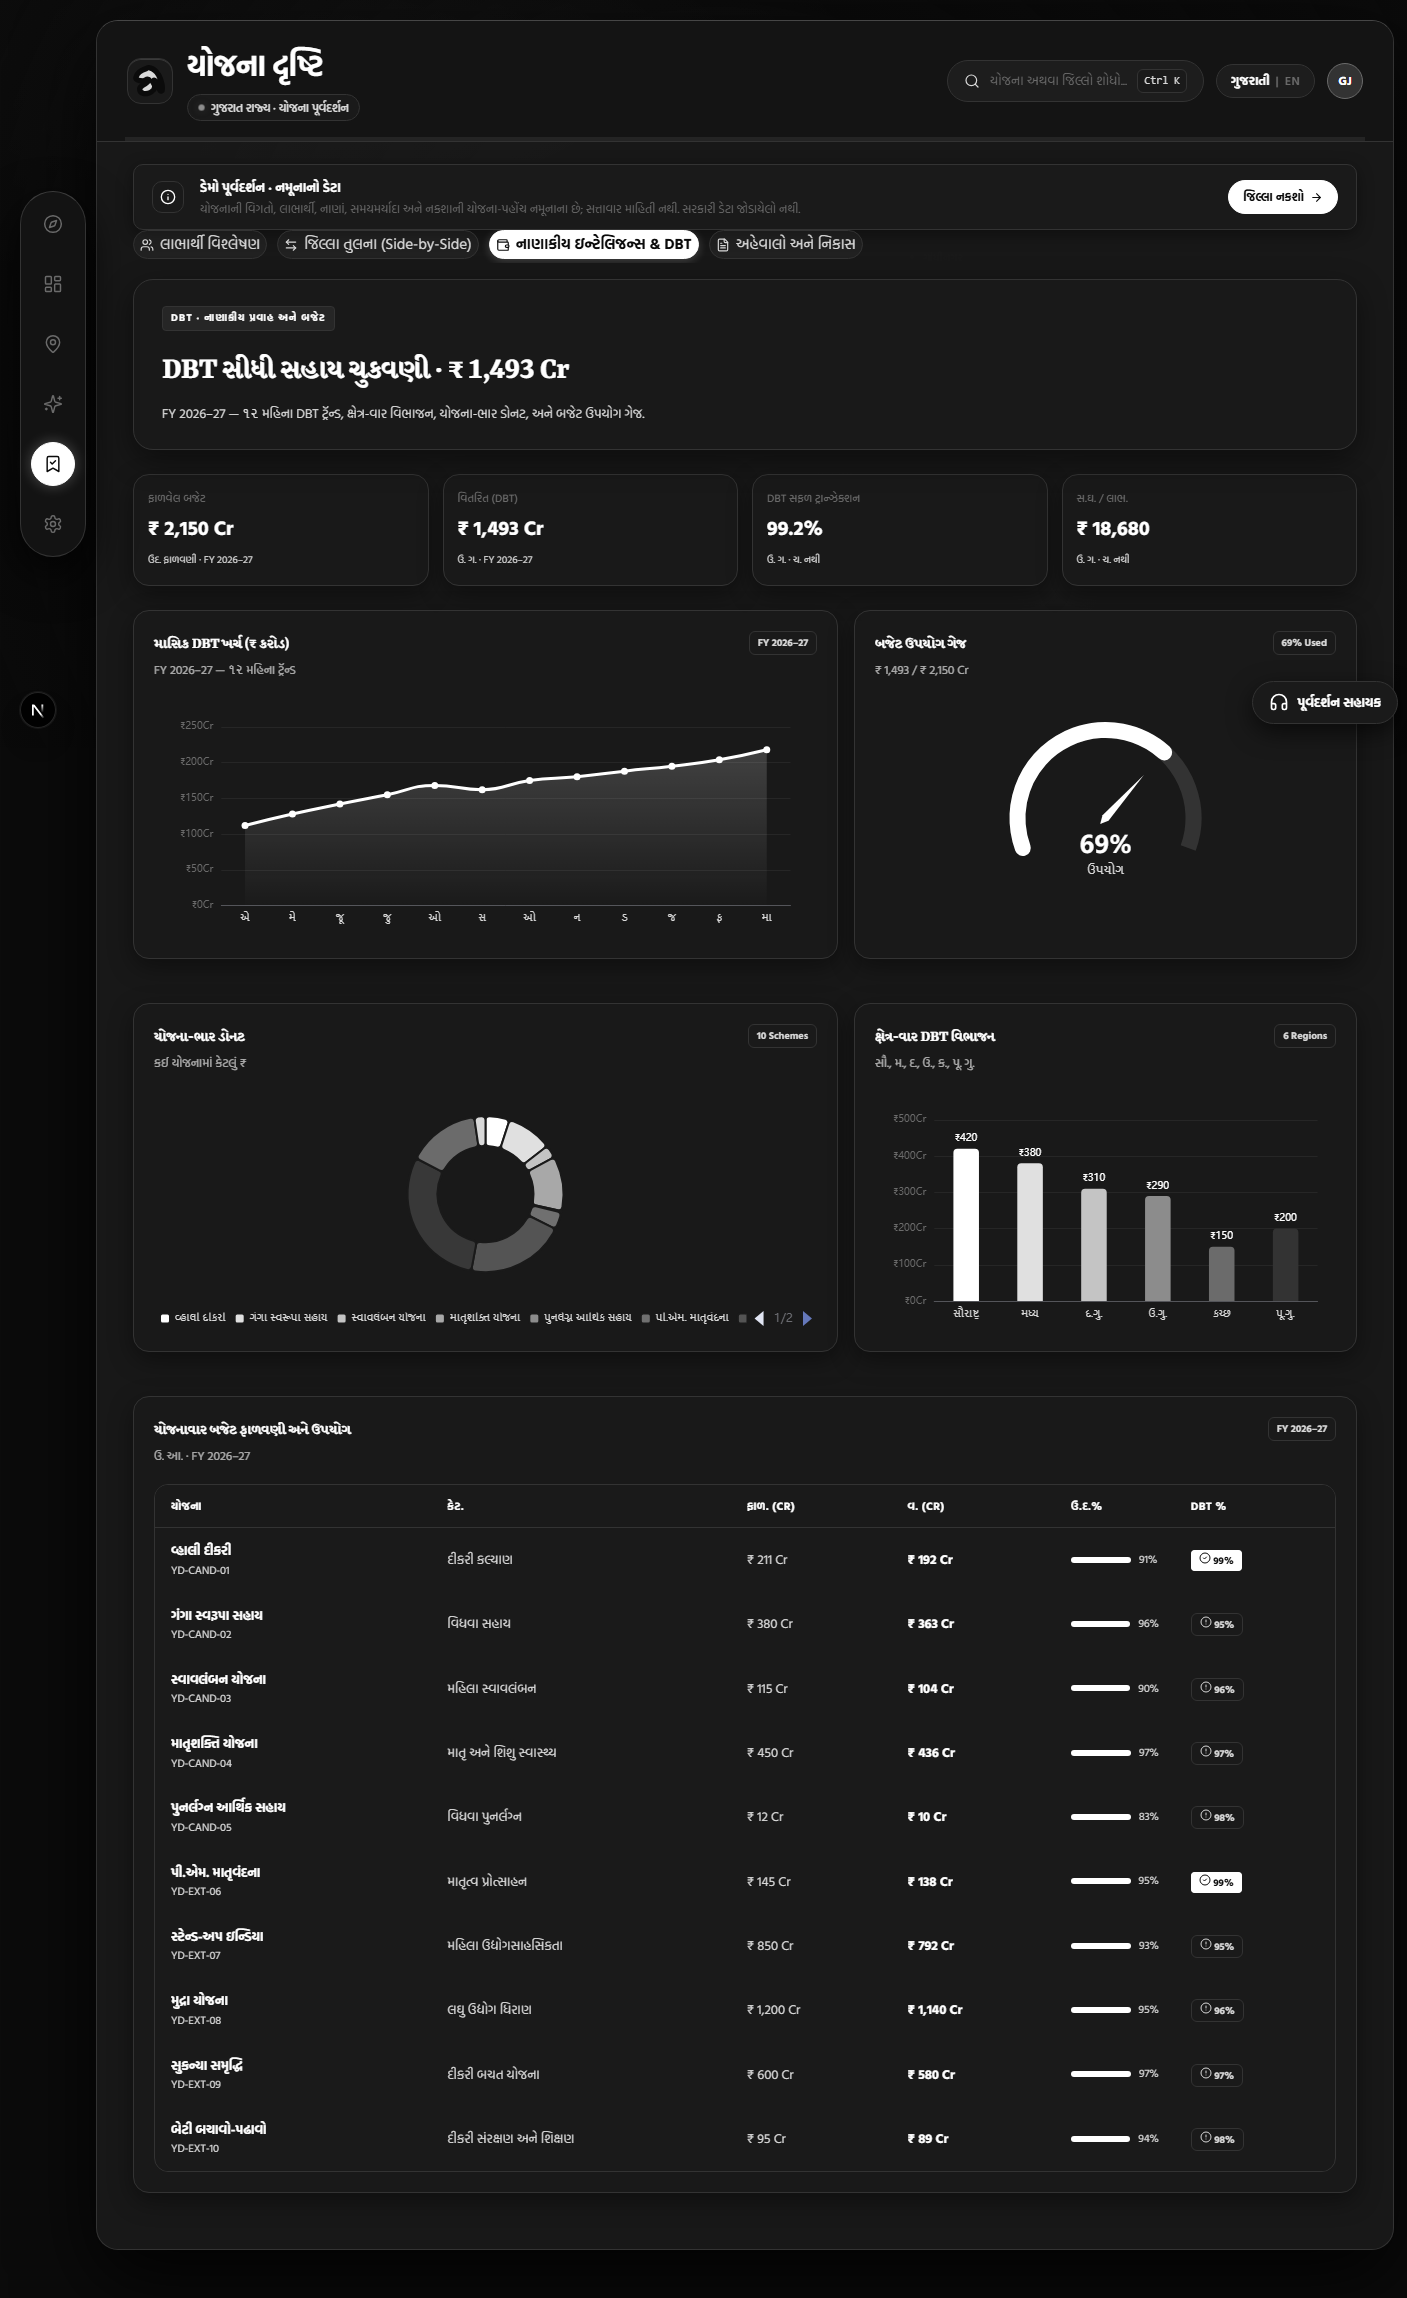 યોજના દૃષ્ટિ
ગુજરાત રાજ્ય · યોજના પૂર્વદર્શન
યોજના અથવા જિલ્લો શોધો... Ctrl K
ગુજરાતી | EN
GJ
ડેમો પૂર્વદર્શન · નમૂનાનો ડેટા
યોજનાની વિગતો, લાભાર્થી, નાણાં, સમયમર્યાદા અને નકશાની યોજના-પહોંચ નમૂનાના છે; સત્તાવાર માહિતી નથી. સરકારી ડેટા જોડાયેલો નથી.
જિલ્લા નકશો →
લાભાર્થી વિશ્લેષણ
જિલ્લા તુલના (Side-by-Side)
નાણાકીય ઇન્ટેલિજન્સ & DBT
અહેવાલો અને નિકાસ
DBT · નાણાકીય પ્રવાહ અને બજેટ
DBT સીધી સહાય ચુકવણી · ₹ 1,493 Cr
FY 2026–27 — ૧૨ મહિના DBT ટ્રૅન્ડ, ક્ષેત્ર-વાર વિભાજન, યોજના-ભાર ડોનટ, અને બજેટ ઉપયોગ ગેજ.
ફાળવેલ બજેટ
₹ 2,150 Cr
ઉદ. ફાળવણી · FY 2026–27
વિતરિત (DBT)
₹ 1,493 Cr
ઉ. ગ. · FY 2026–27
DBT સફળ ટ્રાન્ઝેક્શન
99.2%
ઉ. ગ. · ચ. નથી
સ.ઘ. / લાભ.
₹ 18,680
ઉ. ગ. · ચ. નથી
માસિક DBT ખર્ચ (₹ કરોડ)
FY 2026–27
FY 2026–27 — ૧૨ મહિના ટ્રૅન્ડ
₹250Cr
₹200Cr
₹150Cr
₹100Cr
₹50Cr
₹0Cr
એ મે જૂ જુ ઓ સ ઓ ન ડ જ ફ મા
બજેટ ઉપયોગ ગેજ
69% Used
₹ 1,493 / ₹ 2,150 Cr
69%
ઉપયોગ
પૂર્વદર્શન સહાયક
N
યોજના-ભાર ડોનટ
10 Schemes
કઈ યોજનામાં કેટલું ₹
વ્હાલી દીકરી ગંગા સ્વરૂપા સહાય સ્વાવલંબન યોજના માતૃશક્તિ યોજના પુનર્લગ્ન આર્થિક સહાય પી.એમ. માતૃવંદના 1/2
ક્ષેત્ર-વાર DBT વિભાજન
6 Regions
સૌ., મ., દ., ઉ., ક., પૂ. ગુ.
₹500Cr
₹400Cr
₹300Cr
₹200Cr
₹100Cr
₹0Cr
₹420 ₹380 ₹310 ₹290 ₹150 ₹200
સૌરાષ્ટ્ર મધ્ય દ.ગુ. ઉ.ગુ. કચ્છ પૂ.ગુ.
યોજનાવાર બજેટ ફાળવણી અને ઉપયોગ
FY 2026–27
ઉ. આ. · FY 2026–27
યોજના કેટ. ફાળ. (CR) વ. (CR) ઉ.દ.% DBT %
વ્હાલી દીકરી
YD-CAND-01
દીકરી કલ્યાણ ₹ 211 Cr ₹ 192 Cr 91% 99%
ગંગા સ્વરૂપા સહાય
YD-CAND-02
વિધવા સહાય ₹ 380 Cr ₹ 363 Cr 96% 95%
સ્વાવલંબન યોજના
YD-CAND-03
મહિલા સ્વાવલંબન ₹ 115 Cr ₹ 104 Cr 90% 96%
માતૃશક્તિ યોજના
YD-CAND-04
માતૃ અને શિશુ સ્વાસ્થ્ય ₹ 450 Cr ₹ 436 Cr 97% 97%
પુનર્લગ્ન આર્થિક સહાય
YD-CAND-05
વિધવા પુનર્લગ્ન ₹ 12 Cr ₹ 10 Cr 83% 98%
પી.એમ. માતૃવંદના
YD-EXT-06
માતૃત્વ પ્રોત્સાહન ₹ 145 Cr ₹ 138 Cr 95% 99%
સ્ટેન્ડ-અપ ઇન્ડિયા
YD-EXT-07
મહિલા ઉદ્યોગસાહસિકતા ₹ 850 Cr ₹ 792 Cr 93% 95%
મુદ્રા યોજના
YD-EXT-08
લઘુ ઉદ્યોગ ધિરાણ ₹ 1,200 Cr ₹ 1,140 Cr 95% 96%
સુકન્યા સમૃદ્ધિ
YD-EXT-09
દીકરી બચત યોજના ₹ 600 Cr ₹ 580 Cr 97% 97%
બેટી બચાવો-પઢાવો
YD-EXT-10
દીકરી સંરક્ષણ અને શિક્ષણ ₹ 95 Cr ₹ 89 Cr 94% 98%